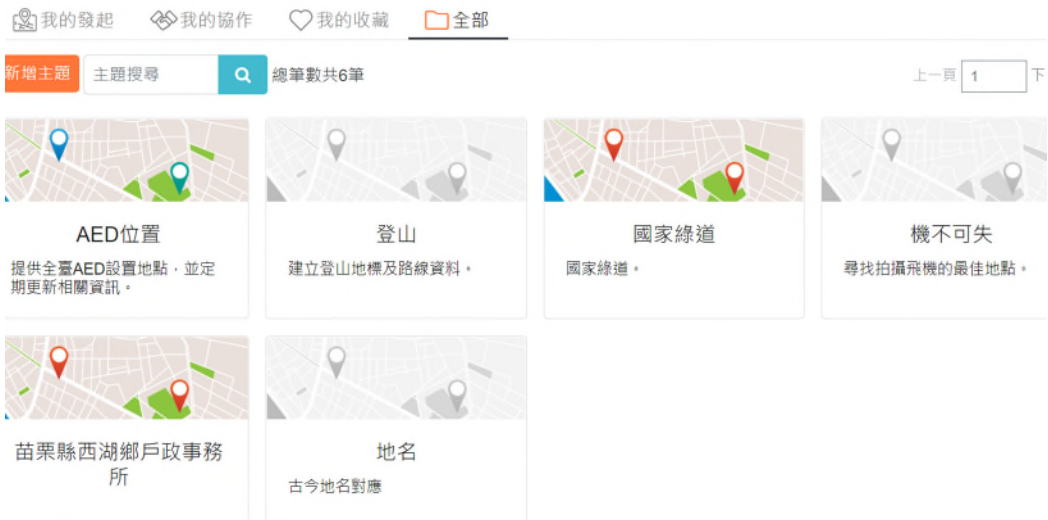 我的發起 我的協作 我的收藏 全部
新增主題 主題搜尋 總筆數共6筆 上一頁 1 下
AED位置
提供全臺AED設置地點，並定
期更新相關資訊。
登山
建立登山地標及路線資料。
國家綠道
國家綠道。
機不可失
尋找拍攝飛機的最佳地點。
苗栗縣西湖鄉戶政事務
所
地名
古今地名對應